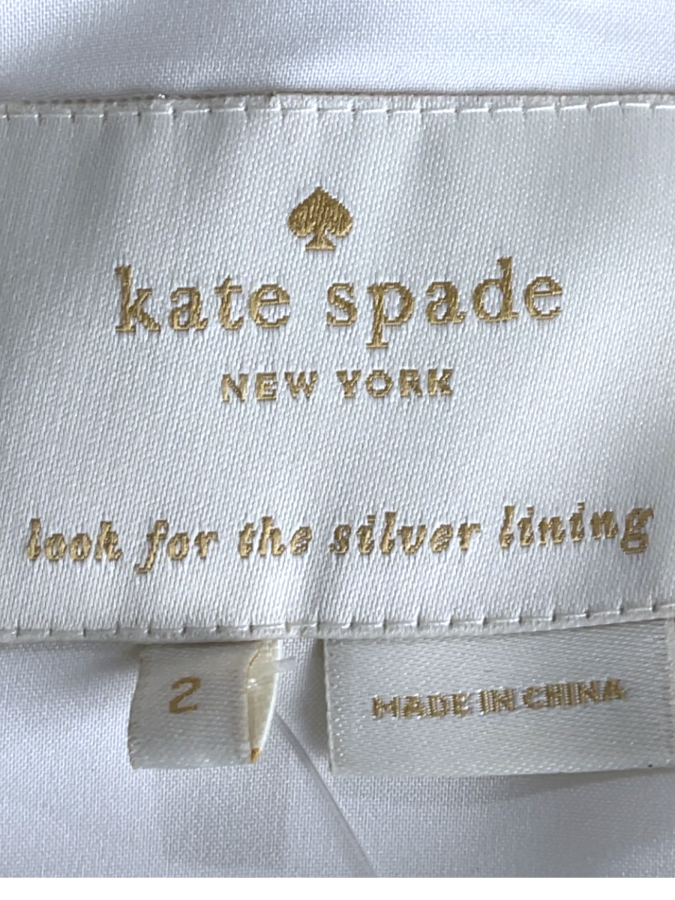 kate spade
NEW YORK
look for the silver lining
2
MADE IN CHINA